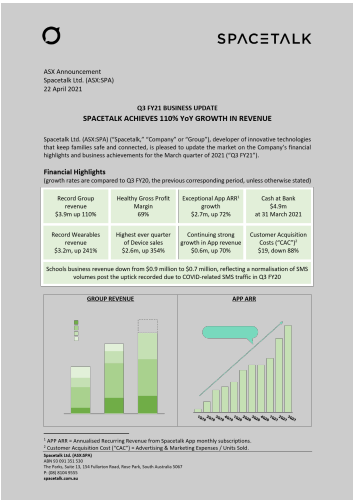 SPACETALK
ASX Announcement
Spacetalk Ltd. (ASX:SPA)
22 April 2021
Q3 FY21 BUSINESS UPDATE
SPACETALK ACHIEVES 110% YoY GROWTH IN REVENUE
Spacetalk Ltd. (ASX:SPA) ("Spacetalk," "Company" or "Group"), developer of innovative technologies
that keep families safe and connected, is pleased to update the market on the Company's financial
highlights and business achievements for the March quarter of 2021 ("Q3 FY21").
Financial Highlights
(growth rates are compared to Q3 FY20, the previous corresponding period, unless otherwise stated)
Record Group
revenue
$3.9m up 110%
Healthy Gross Profit
Margin
69%
Exceptional App ARR¹
growth
$2.7m, up 72%
Cash at Bank
$4.9m
at 31 March 2021
Record Wearables
revenue
$3.2m, up 241%
Highest ever quarter
of Device sales
$2.6m, up 354%
Continuing strong
growth in App revenue
$0.6m, up 70%
Customer Acquisition
Costs ("CAC")²
$19, down 88%
Schools business revenue down from $0.9 million to $0.7 million, reflecting a normalisation of SMS
volumes post the uptick recorded due to COVID-related SMS traffic in Q3 FY20
GROUP REVENUE
APP ARR
¹ APP ARR = Annualised Recurring Revenue from Spacetalk App monthly subscriptions.
² Customer Acquisition Cost ("CAC") = Advertising & Marketing Expenses / Units Sold.
Spacetalk Ltd. (ASX:SPA)
ABN 93 091 351 530
The Parks, Suite 13, 154 Fullarton Road, Rose Park, South Australia 5067
P: (08) 8104 9555
spacetalk.com.au